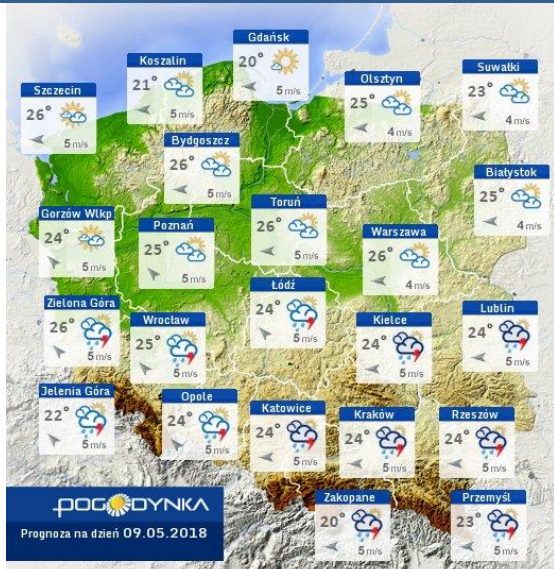 Gdańsk
20°
5 m/s
Koszalin
21°
5 m/s
Suwałki
23°
4 m/s
Olsztyn
25°
4 m/s
Szczecin
26°
5 m/s
Bydgoszcz
26°
5 m/s
Białystok
25°
4 m/s
Toruń
26°
5 m/s
Gorzów Wlkp
24°
5 m/s
Poznań
25°
5 m/s
Warszawa
26°
4 m/s
Łódź
24°
5 m/s
Zielona Góra
26°
5 m/s
Wrocław
25°
5 m/s
Kielce
24°
5 m/s
Lublin
24°
5 m/s
Jelenia Góra
22°
5 m/s
Opole
24°
5 m/s
Katowice
24°
5 m/s
Kraków
24°
5 m/s
Rzeszów
24°
5 m/s
Zakopane
20°
5 m/s
Przemyśl
23°
5 m/s
POGODYNKA
Prognoza na dzień 09.05.2018